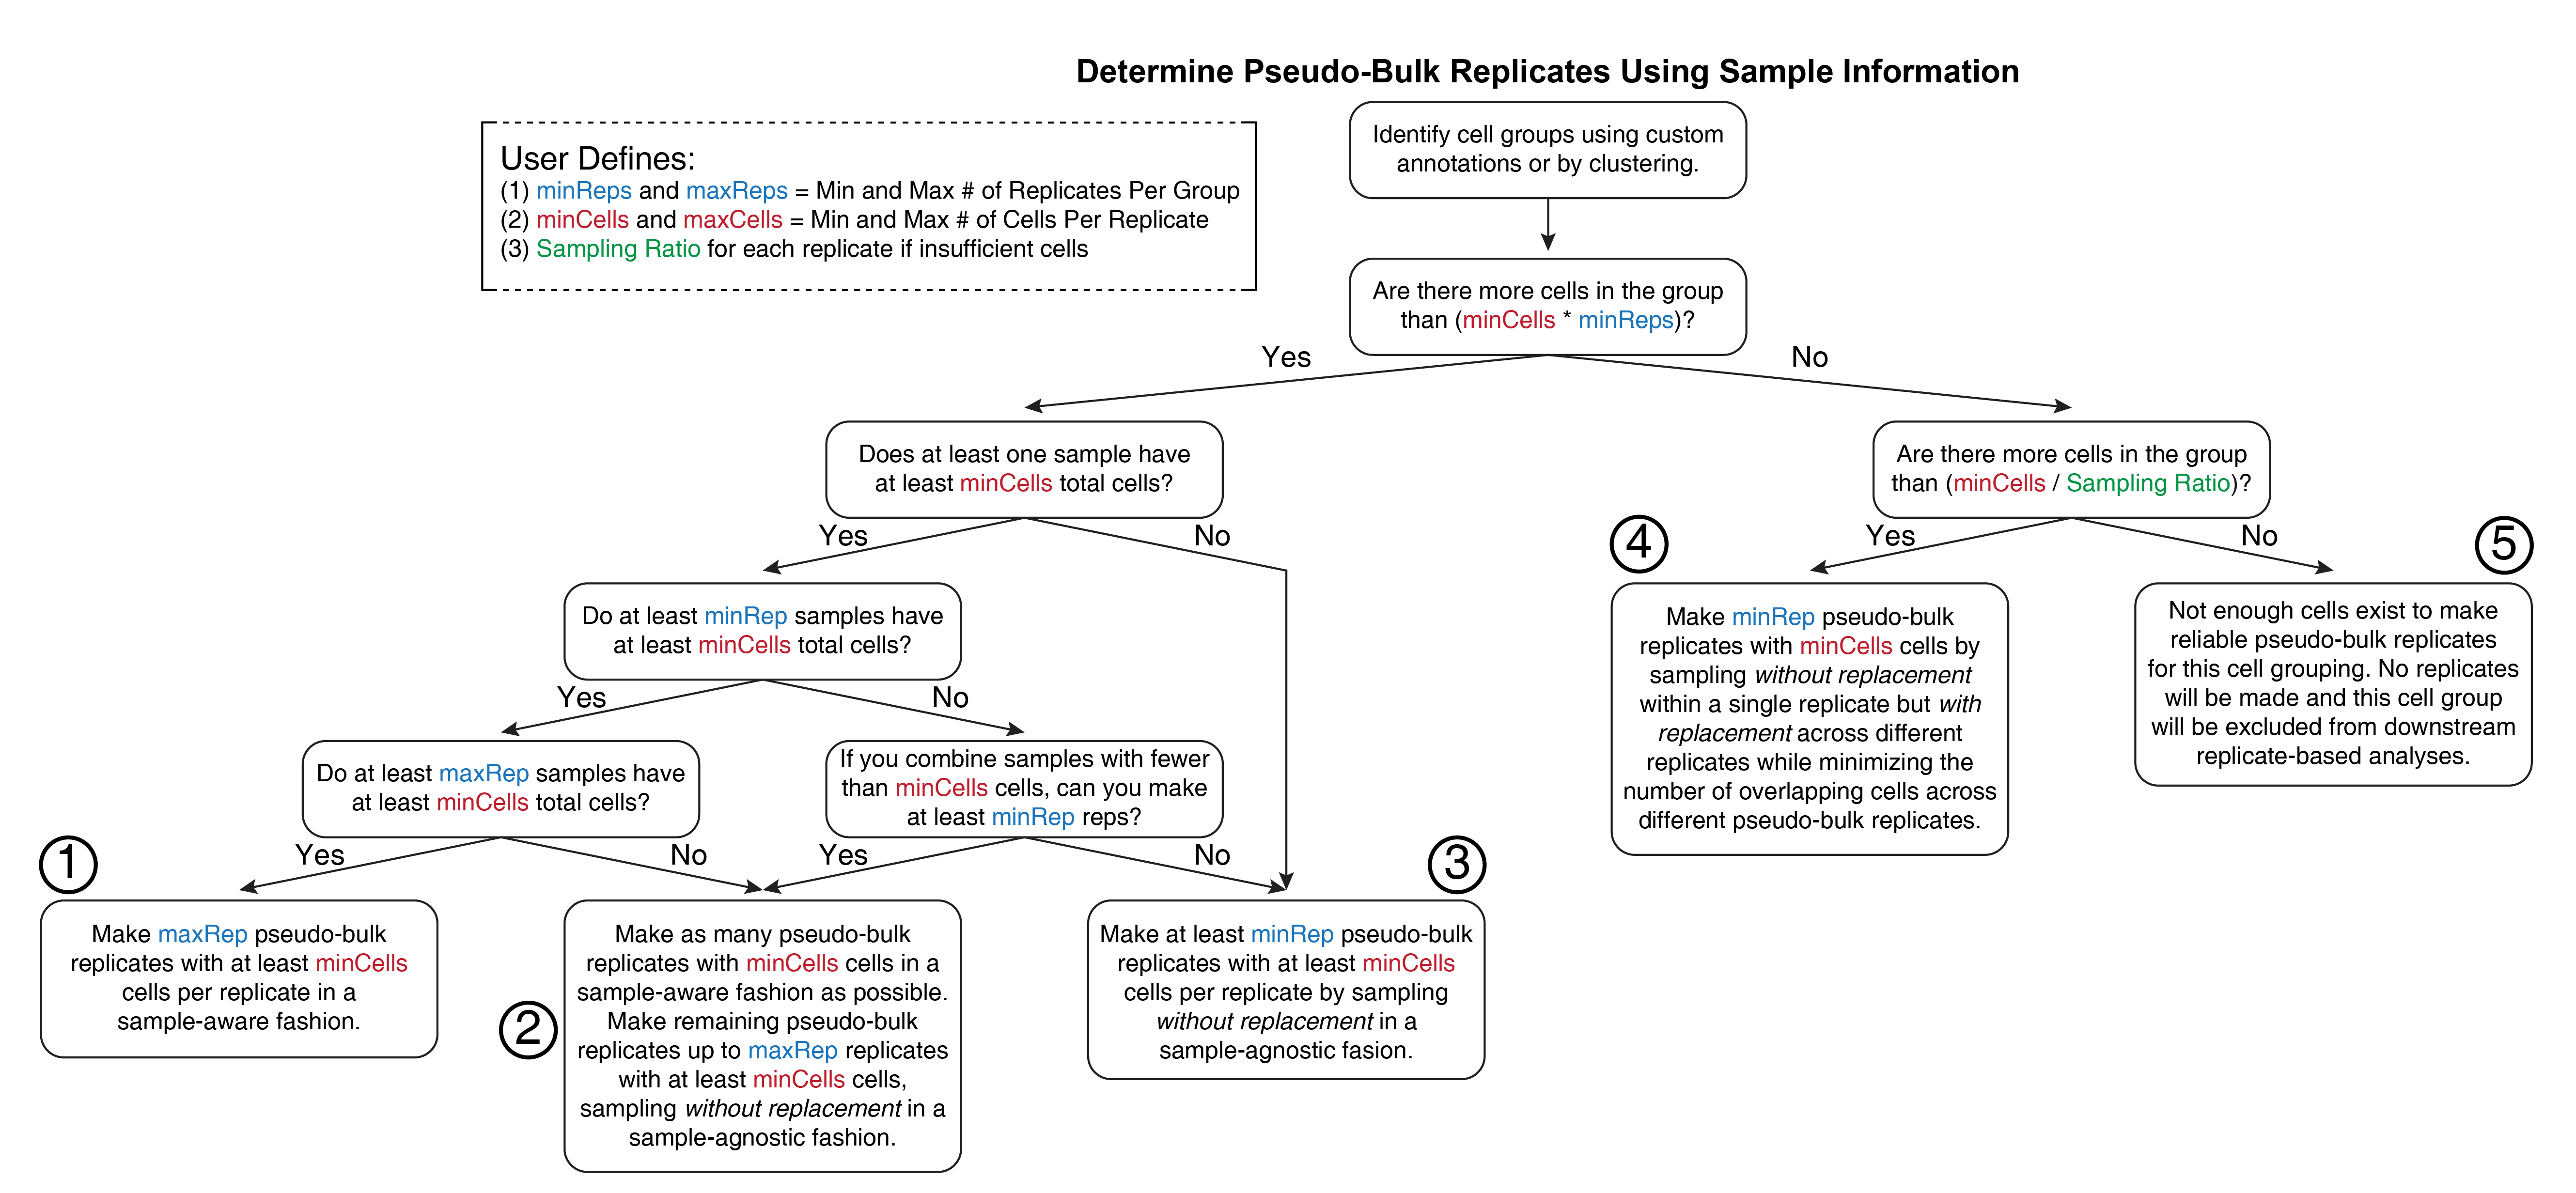 Determine Pseudo-Bulk Replicates Using Sample Information
User Defines:
(1) minReps and maxReps = Min and Max # of Replicates Per Group
(2) minCells and maxCells = Min and Max # of Cells Per Replicate
(3) Sampling Ratio for each replicate if insufficient cells
Identify cell groups using custom
annotations or by clustering.
Are there more cells in the group
than (minCells * minReps)?
Yes
No
Does at least one sample have
at least minCells total cells?
Are there more cells in the group
than (minCells / Sampling Ratio)?
Yes
No
Yes
No
Do at least minRep samples have
at least minCells total cells?
4
Make minRep pseudo-bulk
replicates with minCells cells by
sampling without replacement
within a single replicate but with
replacement across different
replicates while minimizing the
number of overlapping cells across
different pseudo-bulk replicates.
5
Not enough cells exist to make
reliable pseudo-bulk replicates
for this cell grouping. No replicates
will be made and this cell group
will be excluded from downstream
replicate-based analyses.
Yes
No
Do at least maxRep samples have
at least minCells total cells?
If you combine samples with fewer
than minCells cells, can you make
at least minRep reps?
Yes
No
Yes
No
1
Make maxRep pseudo-bulk
replicates with at least minCells
cells per replicate in a
sample-aware fashion.
2
Make as many pseudo-bulk
replicates with minCells cells in a
sample-aware fashion as possible.
Make remaining pseudo-bulk
replicates up to maxRep replicates
with at least minCells cells,
sampling without replacement in a
sample-agnostic fashion.
3
Make at least minRep pseudo-bulk
replicates with at least minCells
cells per replicate by sampling
without replacement in a
sample-agnostic fasion.